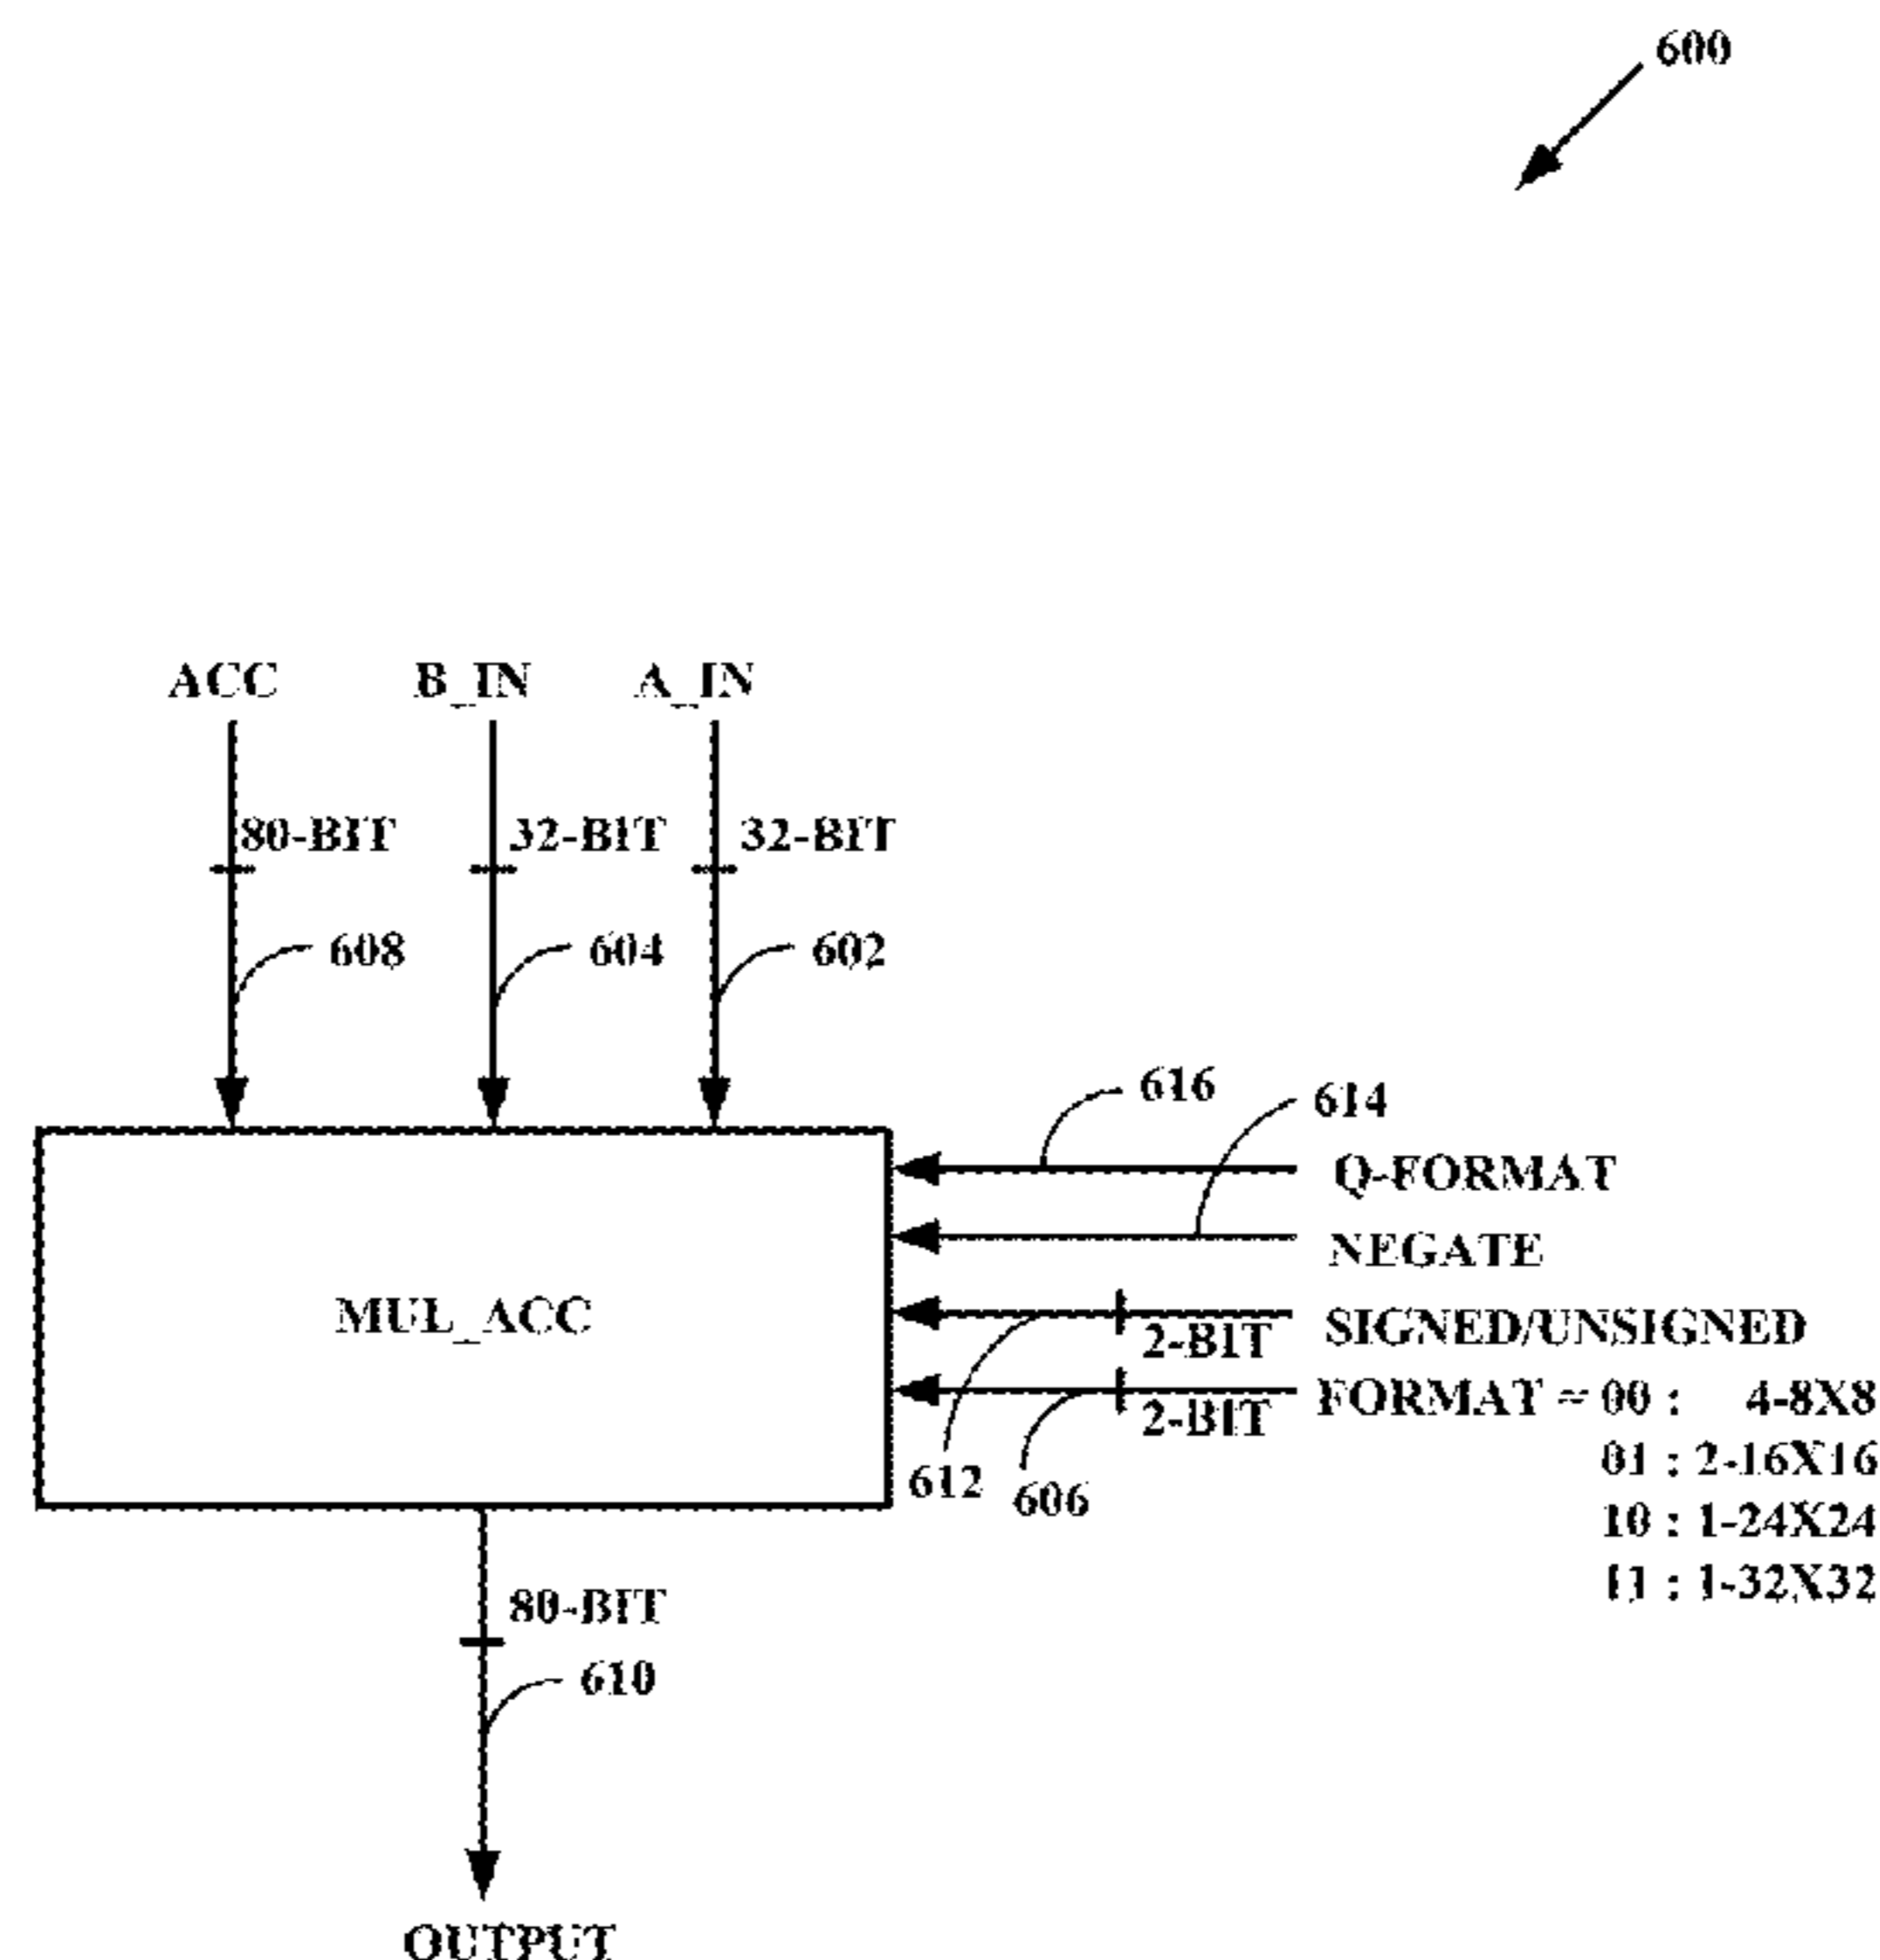 600
ACC B_IN A_IN
80-BIT 32-BIT 32-BIT
608 604 602
616 614
Q-FORMAT
NEGATE
MUL_ACC
2-BIT SIGNED/UNSIGNED
2-BIT FORMAT = 00 : 4-8X8
01 : 2-16X16
612 606
10 : 1-24X24
11 : 1-32X32
80-BIT
610
OUTPUT